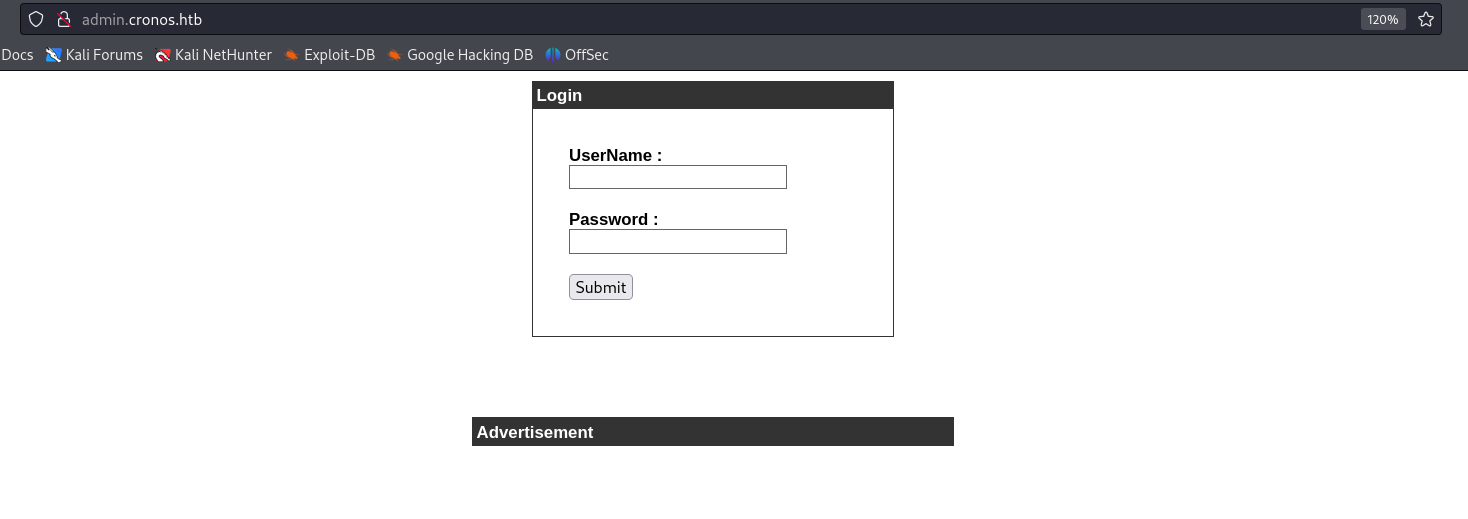 admin.cronos.htb 120%
Docs Kali Forums Kali NetHunter Exploit-DB Google Hacking DB OffSec
Login
UserName :
Password :
Submit
Advertisement